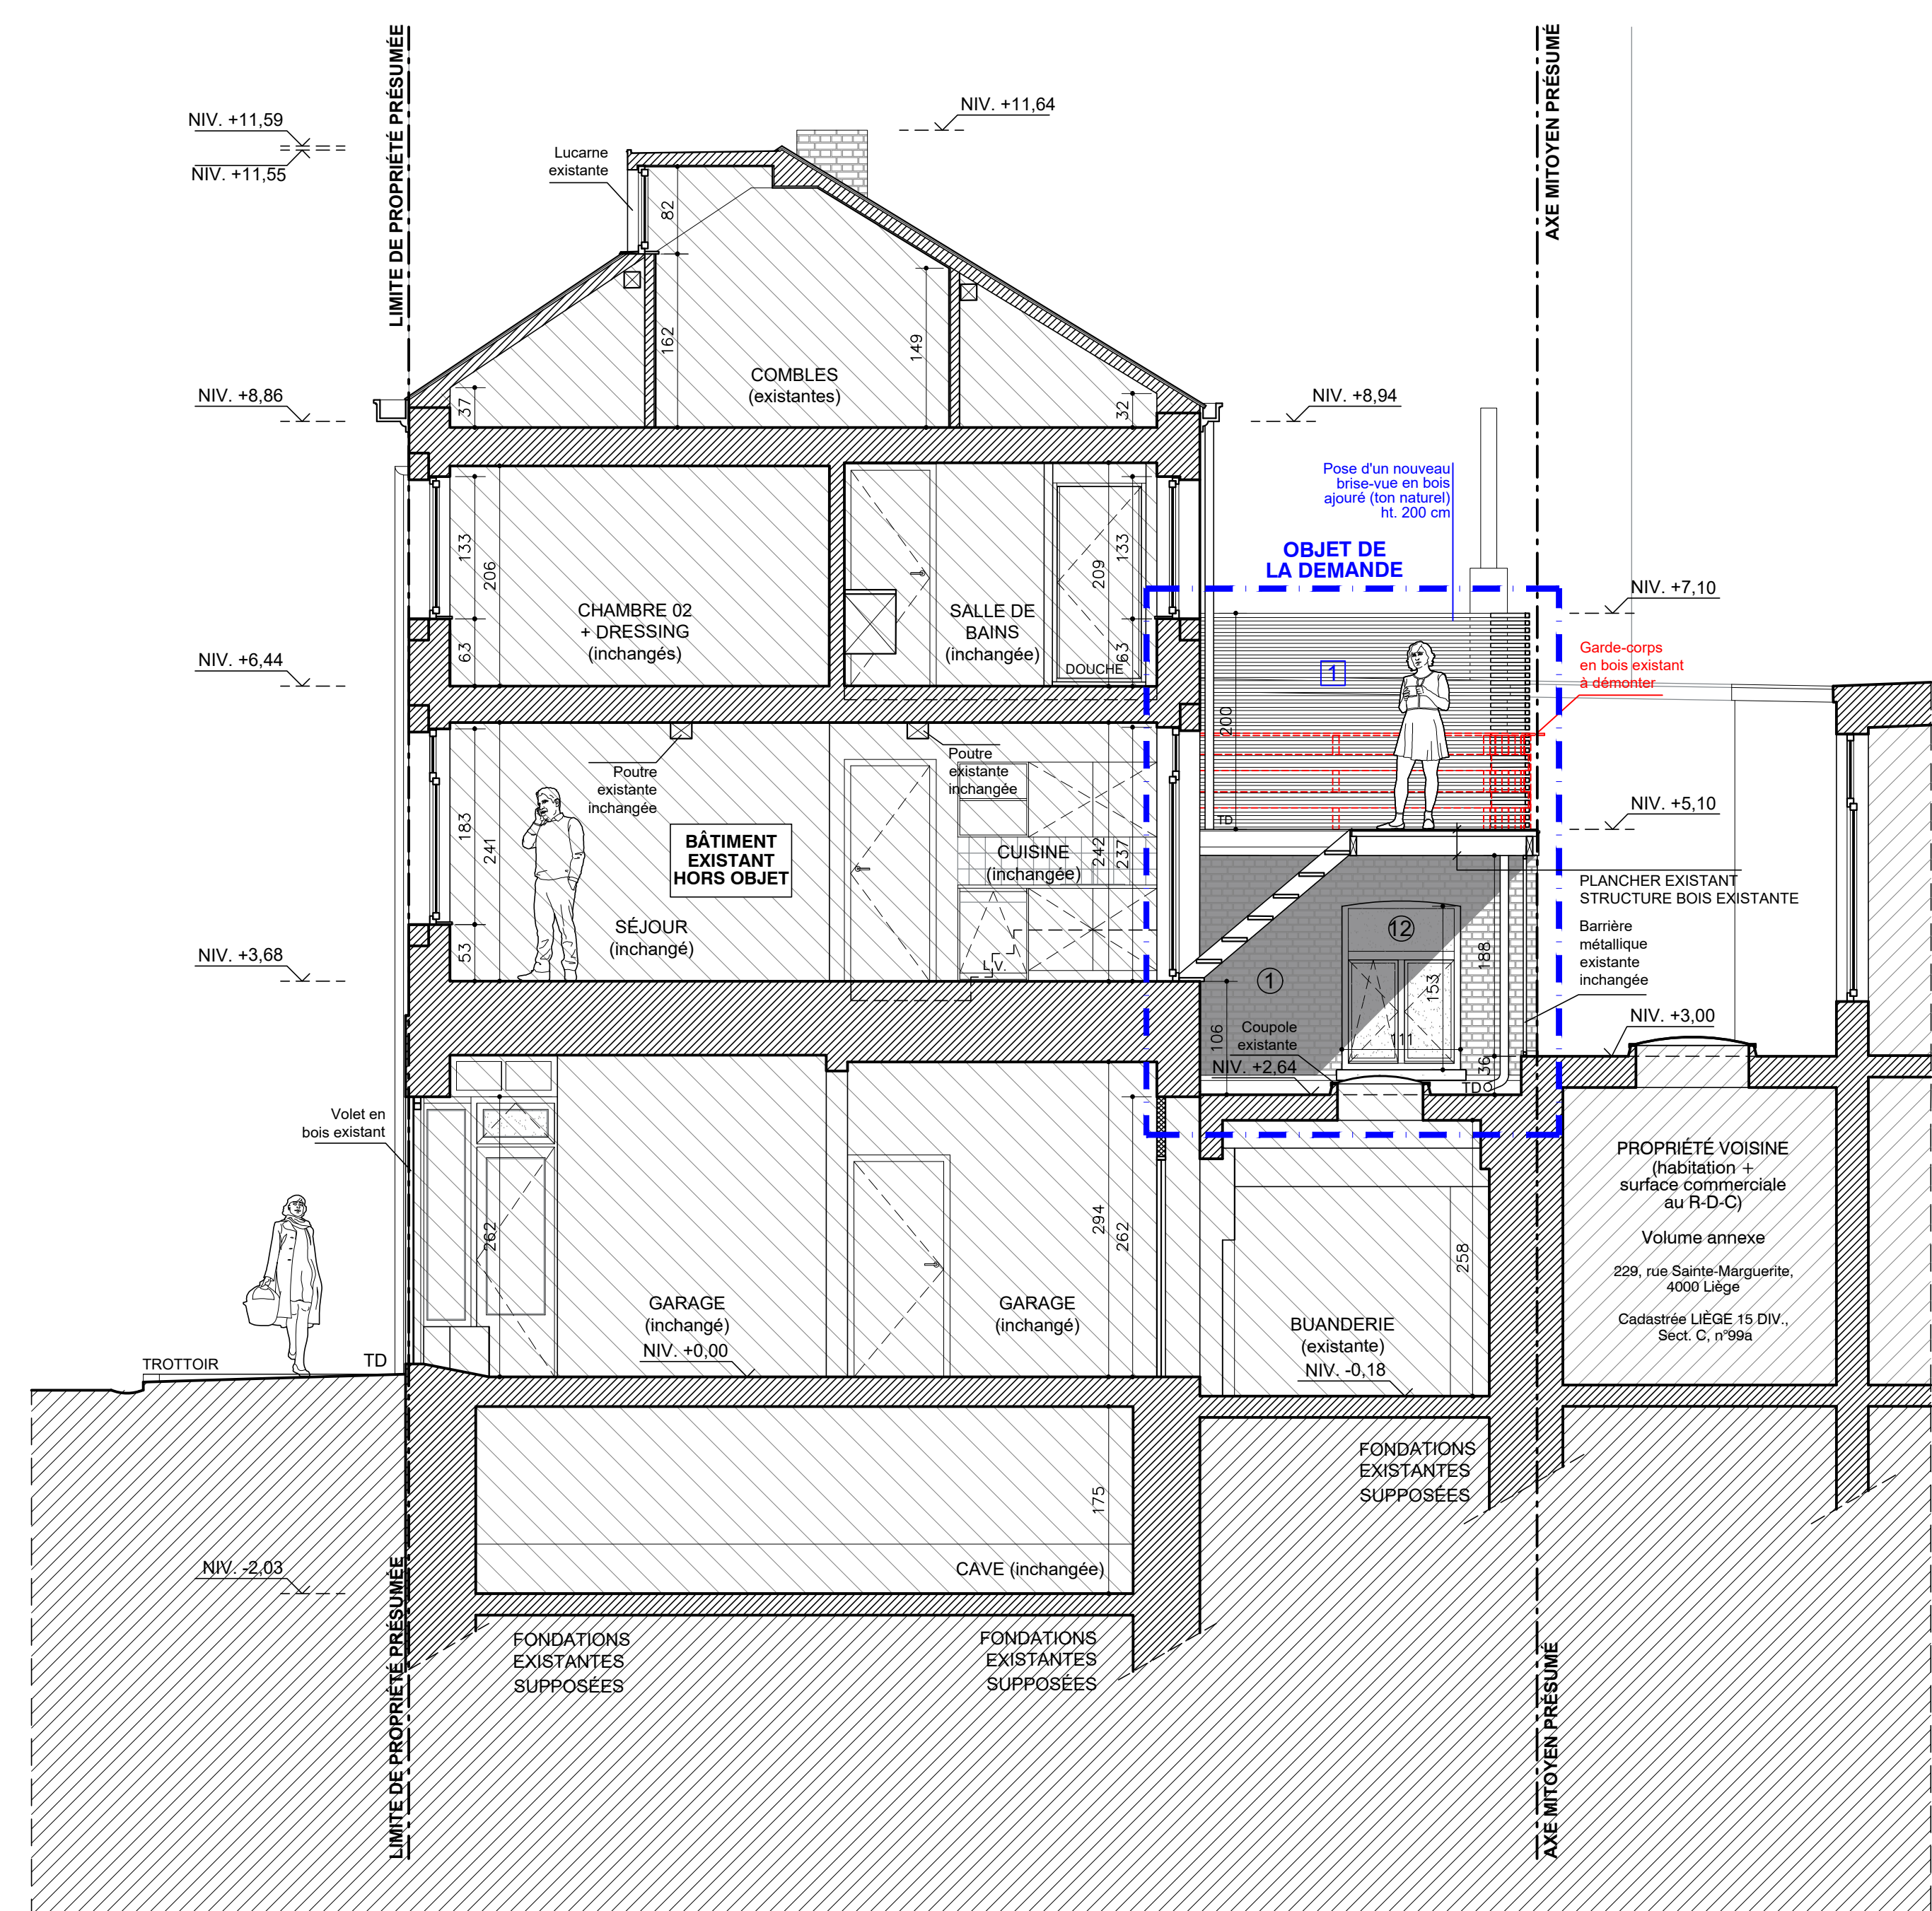 LIMITE DE PROPRIÉTÉ PRÉSUMÉE
AXE MITOYEN PRÉSUMÉ
NIV. +11,59
NIV. +11,55
NIV. +11,64
Lucarne
existante
82
162
149
COMBLES
(existantes)
37
32
NIV. +8,86
NIV. +8,94
Pose d'un nouveau
brise-vue en bois
ajouré (ton naturel)
ht. 200 cm
OBJET DE
LA DEMANDE
133
206
63
CHAMBRE 02
+ DRESSING
(inchangés)
SALLE DE
BAINS
(inchangée)
DOUCHE
209
133
63
NIV. +7,10
NIV. +6,44
1
200
TD
Garde-corps
en bois existant
à démonter
Poutre
existante
inchangée
Poutre
existante
inchangée
183
241
53
BÂTIMENT
EXISTANT
HORS OBJET
CUISINE
(inchangée)
242
237
SÉJOUR
(inchangé)
L.V.
NIV. +5,10
PLANCHER EXISTANT
STRUCTURE BOIS EXISTANTE
Barrière
métallique
existante
inchangée
12
1
188
153
111
106
36
TD
Coupole
existante
NIV. +2,64
NIV. +3,68
NIV. +3,00
Volet en
bois existant
262
294
262
258
GARAGE
(inchangé)
NIV. +0,00
GARAGE
(inchangé)
BUANDERIE
(existante)
NIV. -0,18
PROPRIÉTÉ VOISINE
(habitation +
surface commerciale
au R-D-C)
Volume annexe
229, rue Sainte-Marguerite,
4000 Liège
Cadastrée LIÈGE 15 DIV.,
Sect. C, n°99a
TROTTOIR
TD
175
CAVE (inchangée)
NIV. -2,03
FONDATIONS
EXISTANTES
SUPPOSÉES
FONDATIONS
EXISTANTES
SUPPOSÉES
FONDATIONS
EXISTANTES
SUPPOSÉES
LIMITE DE PROPRIÉTÉ PRÉSUMÉE
AXE MITOYEN PRÉSUMÉ